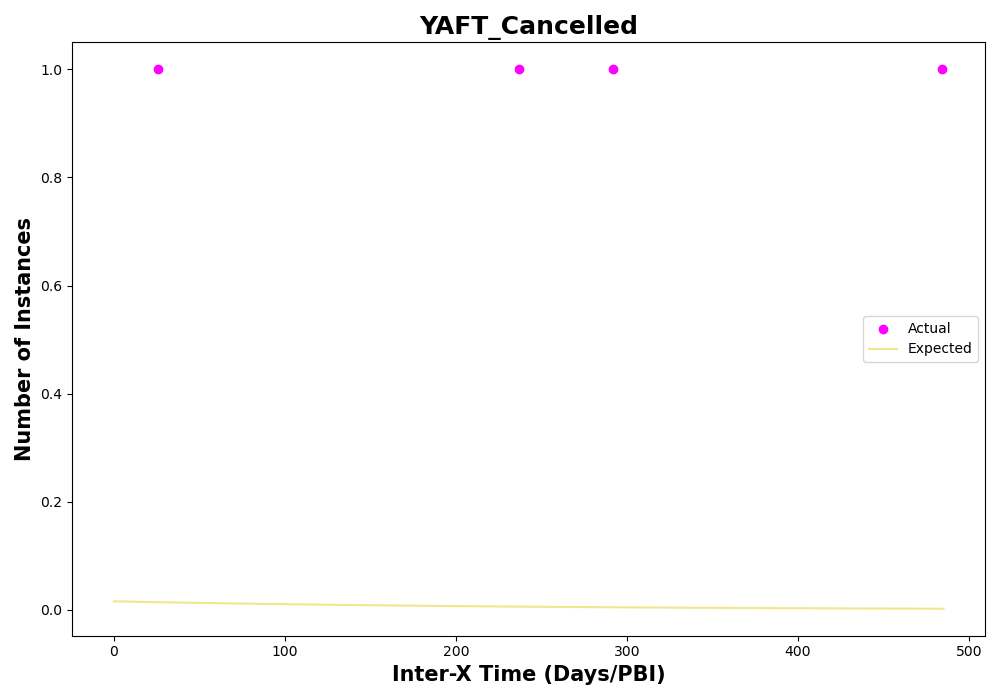 YAFT_Cancelled
Number of Instances
1.0
0.8
0.6
0.4
0.2
0.0
Actual
Expected
0 100 200 300 400 500
Inter-X Time (Days/PBI)